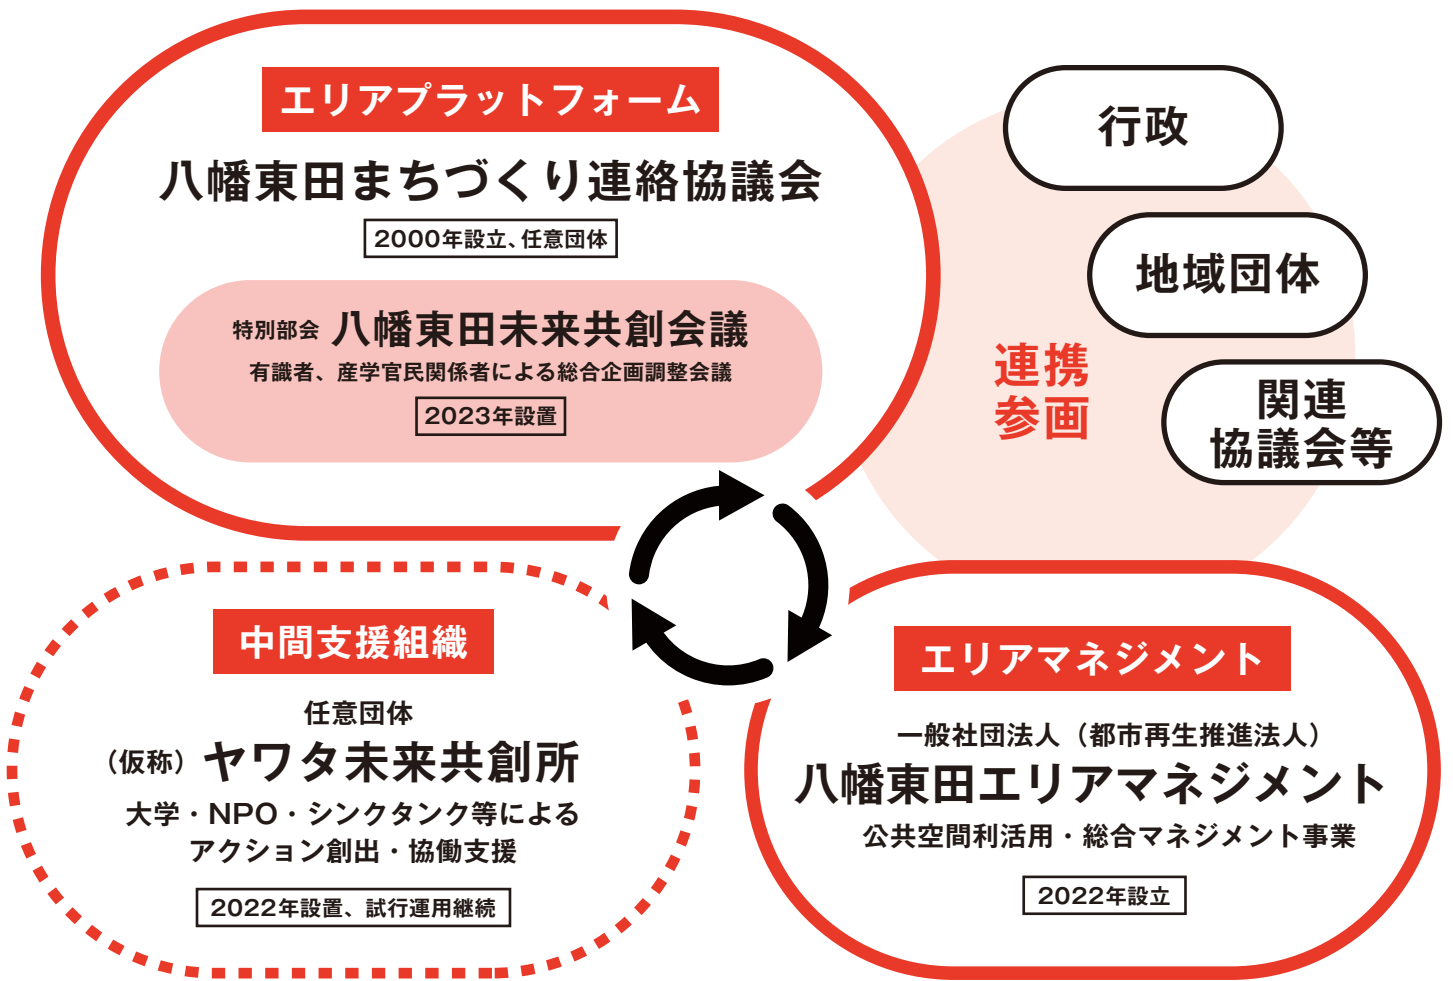 エリアプラットフォーム
八幡東田まちづくり連絡協議会
2000年設立、任意団体
特別部会 八幡東田未来共創会議
有識者、産学官民関係者による総合企画調整会議
2023年設置
行政
地域団体
関連
協議会等
連携
参画
中間支援組織
任意団体
（仮称）ヤワタ未来共創所
大学・NPO・シンクタンク等による
アクション創出・協働支援
2022年設置、試行運用継続
エリアマネジメント
一般社団法人（都市再生推進法人）
八幡東田エリアマネジメント
公共空間利活用・総合マネジメント事業
2022年設立